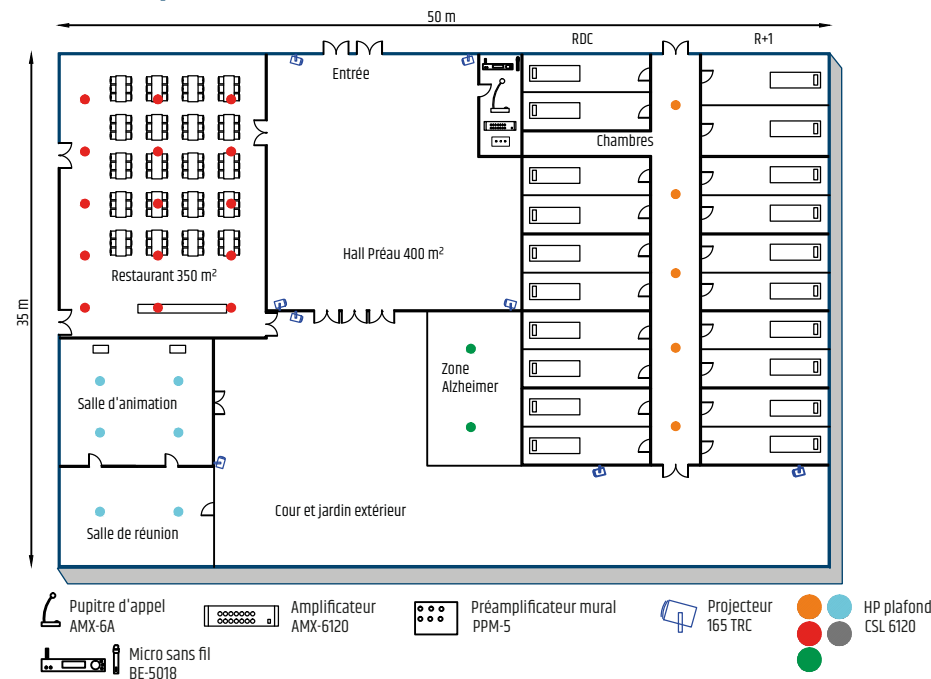 50 m
RDC
R+1
Entrée
Chambres
Restaurant 350 m²
Hall Préau 400 m²
35 m
Zone
Alzheimer
Salle d'animation
Salle de réunion
Cour et jardin extérieur
Pupitre d'appel
AMX-6A
Amplificateur
AMX-6120
Préamplificateur mural
PPM-5
Projecteur
165 TRC
HP plafond
CSL 6120
Micro sans fil
BE-5018